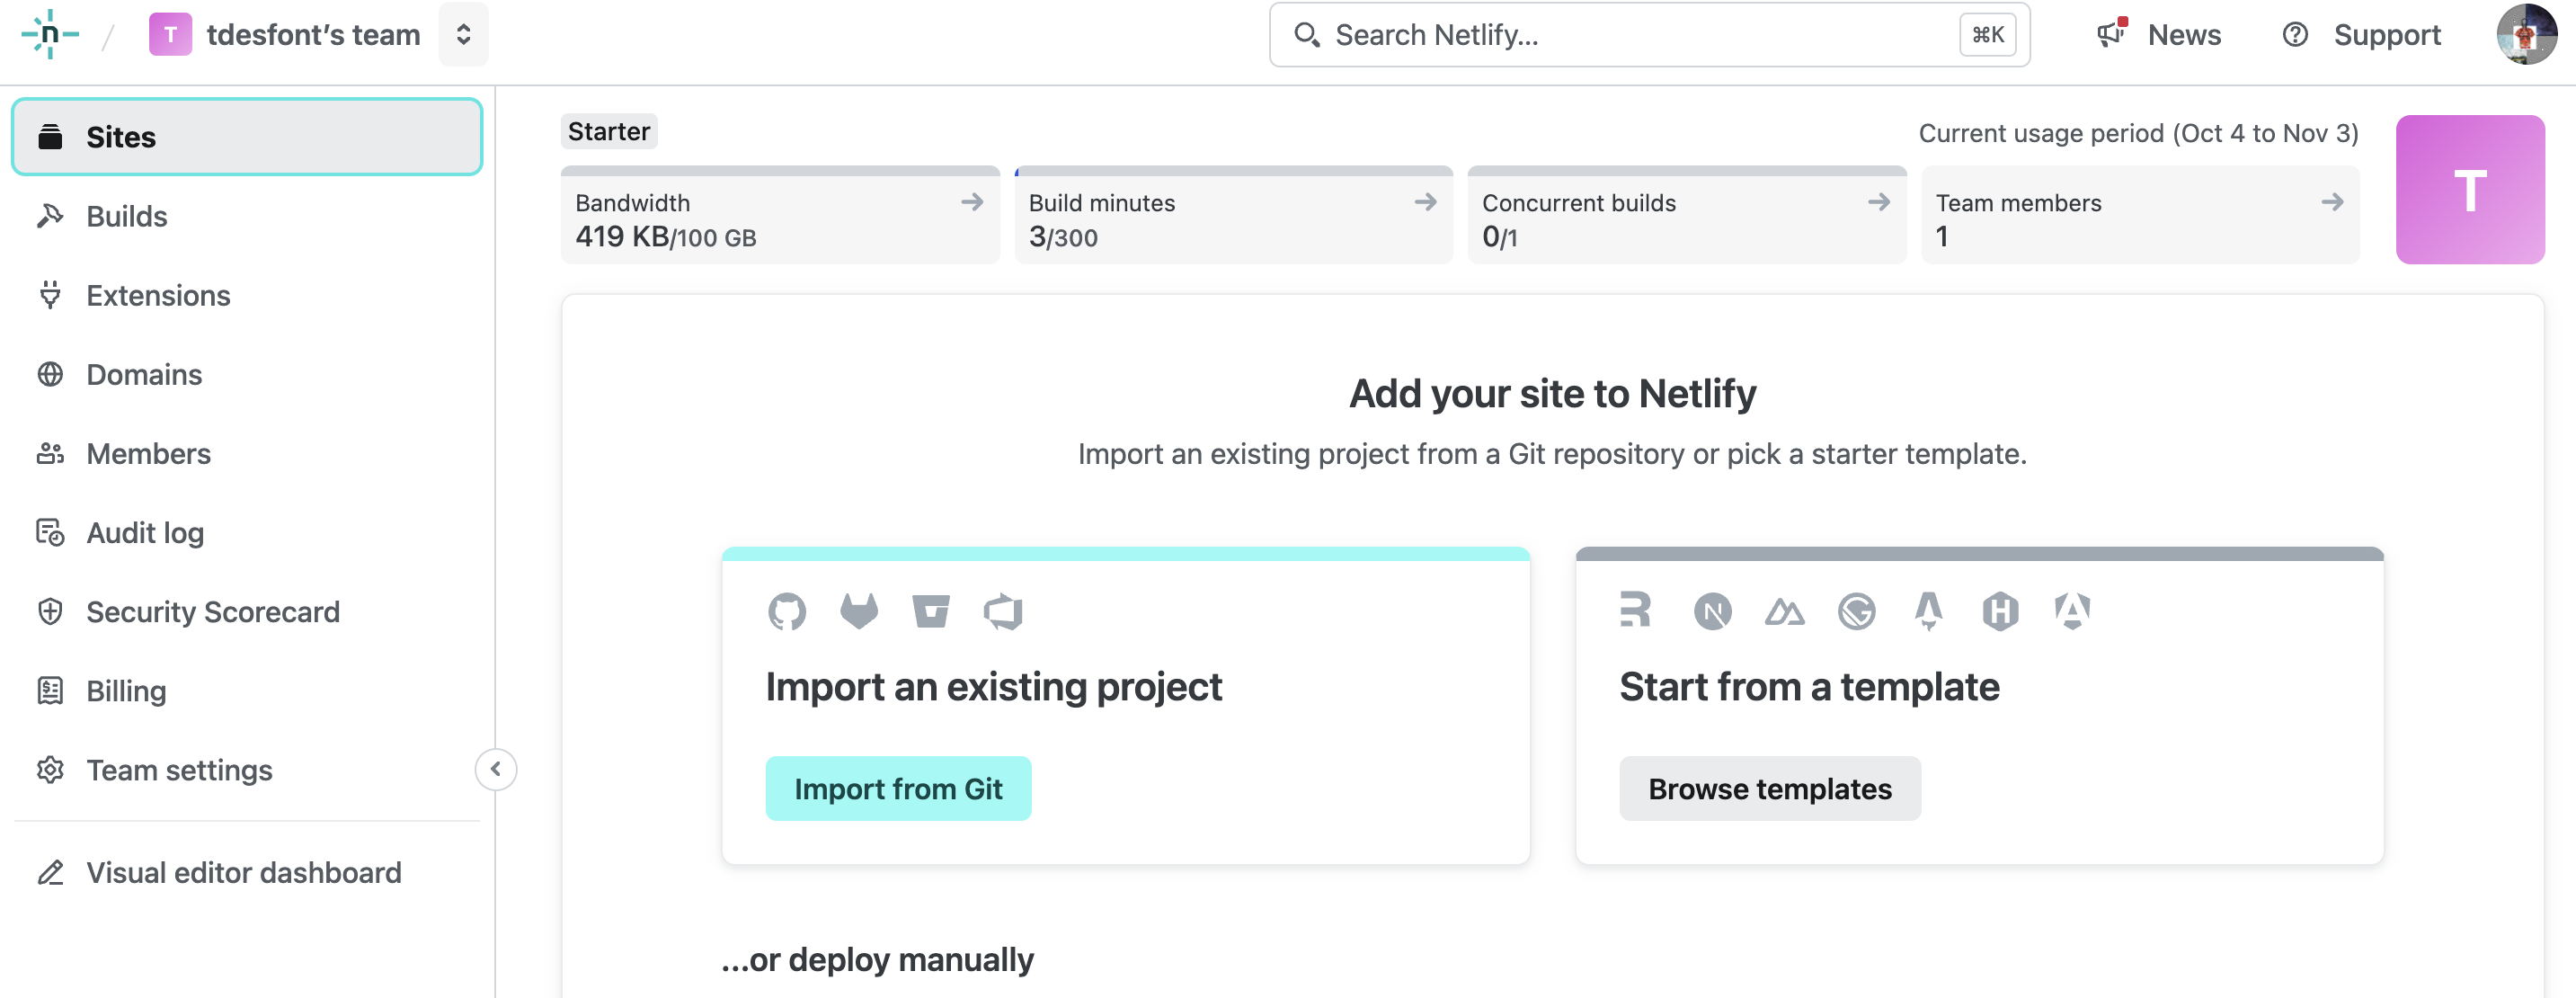 n / T tdesfont’s team
Search Netlify... ⌘K
News
Support
Sites
Builds
Extensions
Domains
Members
Audit log
Security Scorecard
Billing
Team settings
Visual editor dashboard
Starter
Current usage period (Oct 4 to Nov 3)
Bandwidth
419 KB/100 GB
Build minutes
3/300
Concurrent builds
0/1
Team members
1
T
Add your site to Netlify
Import an existing project from a Git repository or pick a starter template.
Import an existing project
Import from Git
Start from a template
Browse templates
...or deploy manually